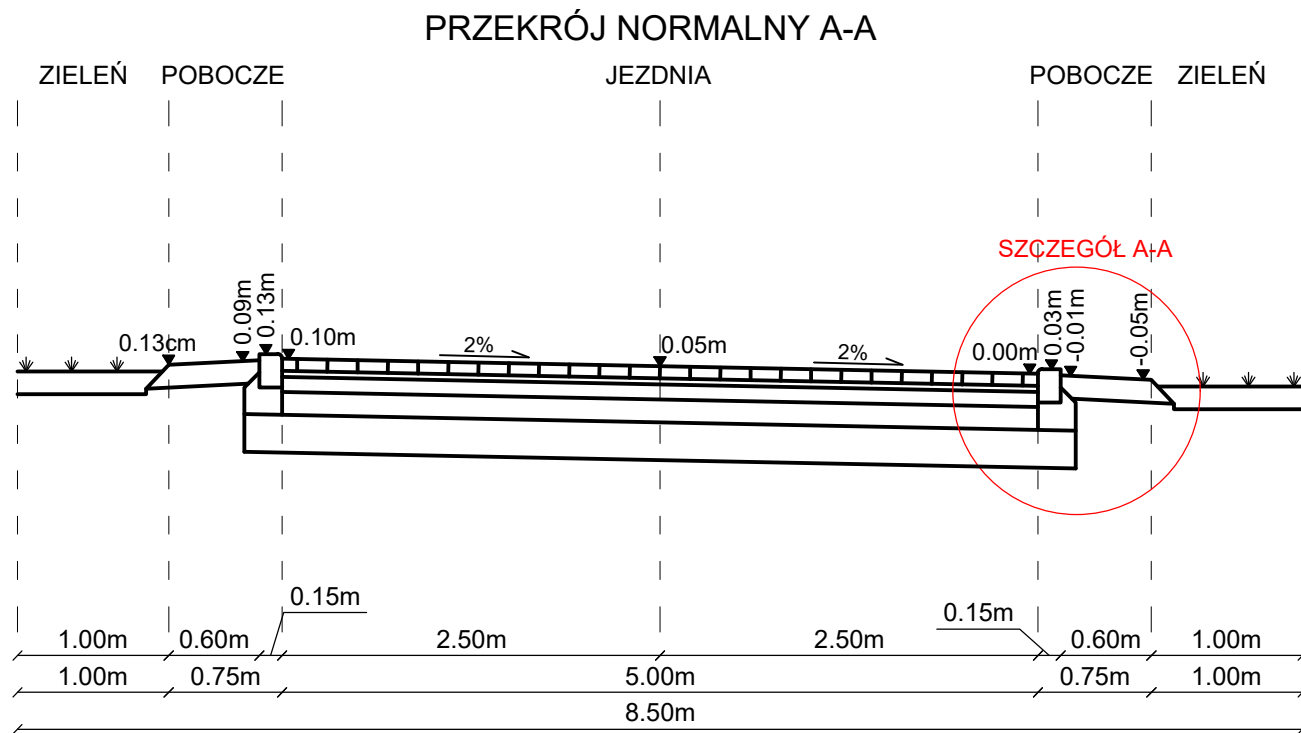 PRZEKRÓJ NORMALNY A-A
ZIELEŃ POBOCZE JEZDNIA POBOCZE ZIELEŃ
SZCZEGÓŁ A-A
0.13cm
0.09m
0.13m
0.10m
2%
0.05m
2%
0.00m
0.03m
-0.01m
-0.05m
0.15m
0.15m
1.00m 0.60m 2.50m 2.50m 0.60m 1.00m
1.00m 0.75m 5.00m 0.75m 1.00m
8.50m